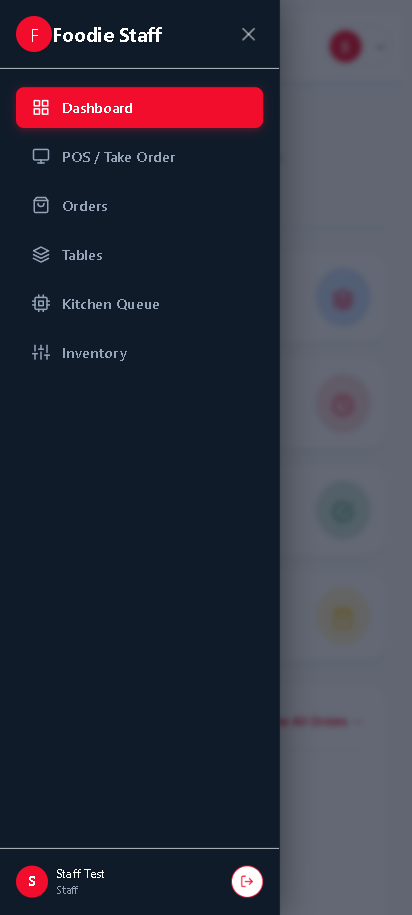 F Foodie Staff
Dashboard
POS / Take Order
Orders
Tables
Kitchen Queue
Inventory
S Staff Test
Staff